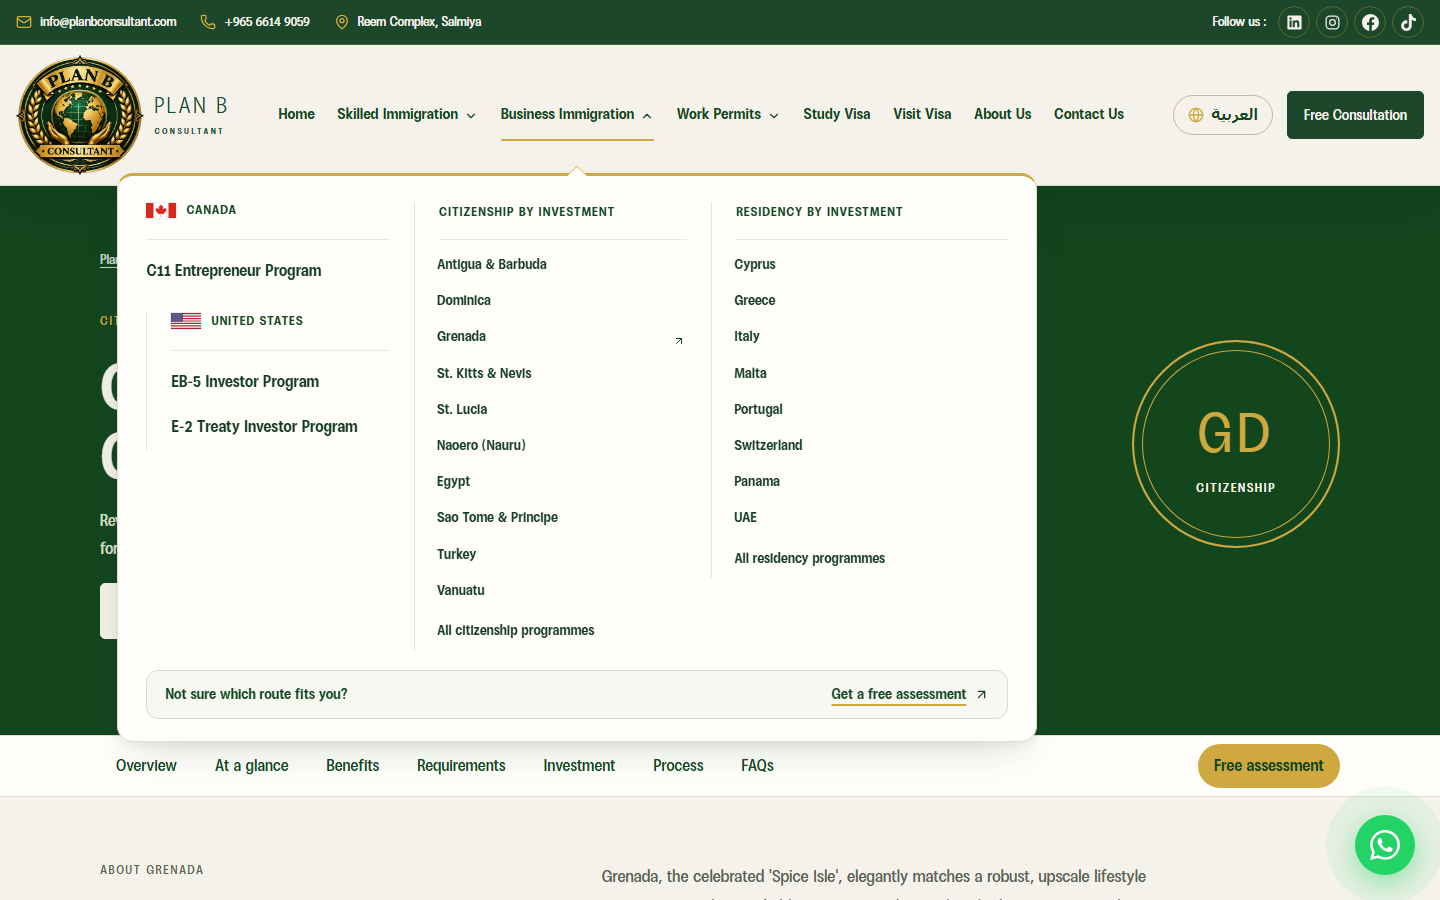 info@planbconsultant.com
+965 6614 9059
Reem Complex, Salmiya
Follow us :
PLAN B
CONSULTANT
PLAN B
CONSULTANT
Home
Skilled Immigration
Business Immigration
Work Permits
Study Visa
Visit Visa
About Us
Contact Us
العربية
Free Consultation
CANADA
C11 Entrepreneur Program
UNITED STATES
EB-5 Investor Program
E-2 Treaty Investor Program
CITIZENSHIP BY INVESTMENT
Antigua & Barbuda
Dominica
Grenada
St. Kitts & Nevis
St. Lucia
Naoero (Nauru)
Egypt
Sao Tome & Principe
Turkey
Vanuatu
All citizenship programmes
RESIDENCY BY INVESTMENT
Cyprus
Greece
Italy
Malta
Portugal
Switzerland
Panama
UAE
All residency programmes
Not sure which route fits you?
Get a free assessment
GD
CITIZENSHIP
Overview
At a glance
Benefits
Requirements
Investment
Process
FAQs
Free assessment
ABOUT GRENADA
Grenada, the celebrated 'Spice Isle', elegantly matches a robust, upscale lifestyle